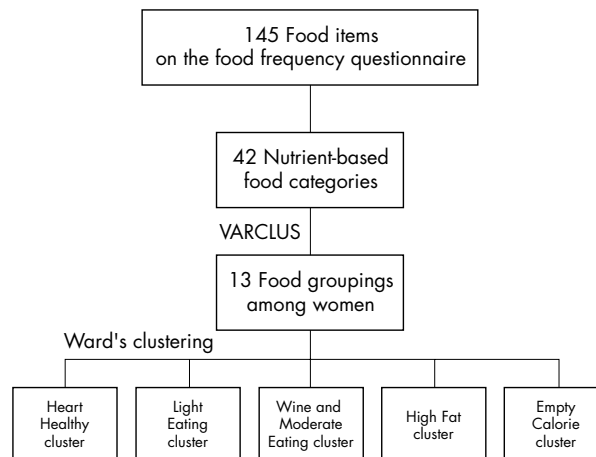 145 Food items
on the food frequency questionnaire
42 Nutrient-based
food categories
VARCLUS
13 Food groupings
among women
Ward's clustering
Heart
Healthy
cluster
Light
Eating
cluster
Wine and
Moderate
Eating cluster
High Fat
cluster
Empty
Calorie
cluster